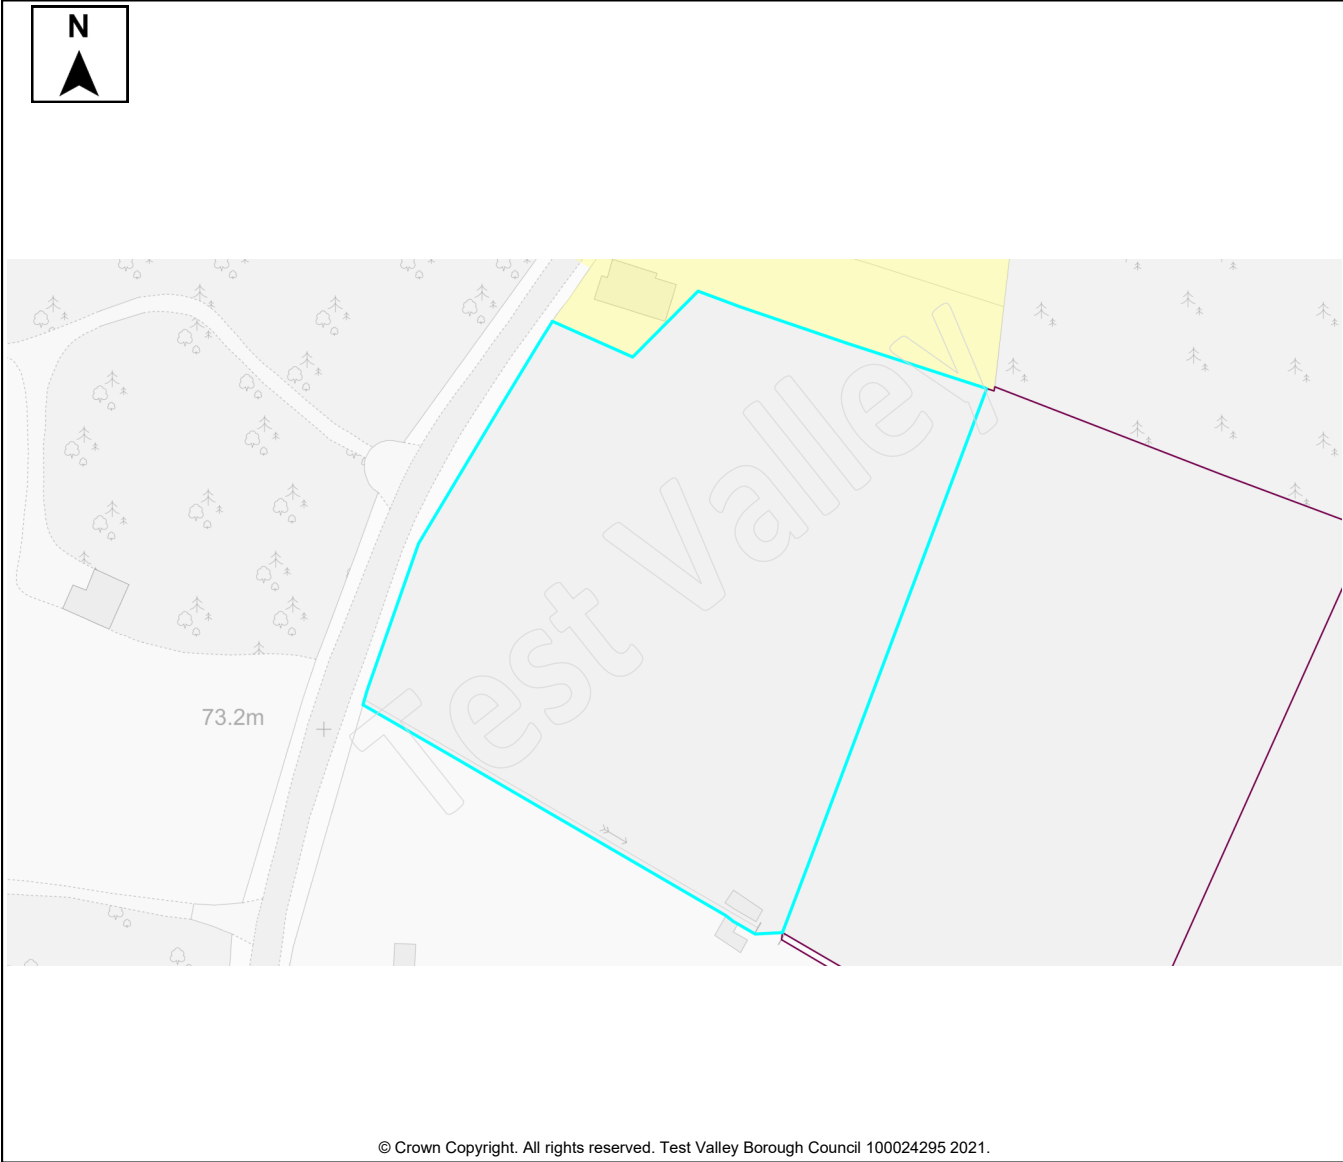 N
Test Valley
73.2m
© Crown Copyright. All rights reserved. Test Valley Borough Council 100024295 2021.